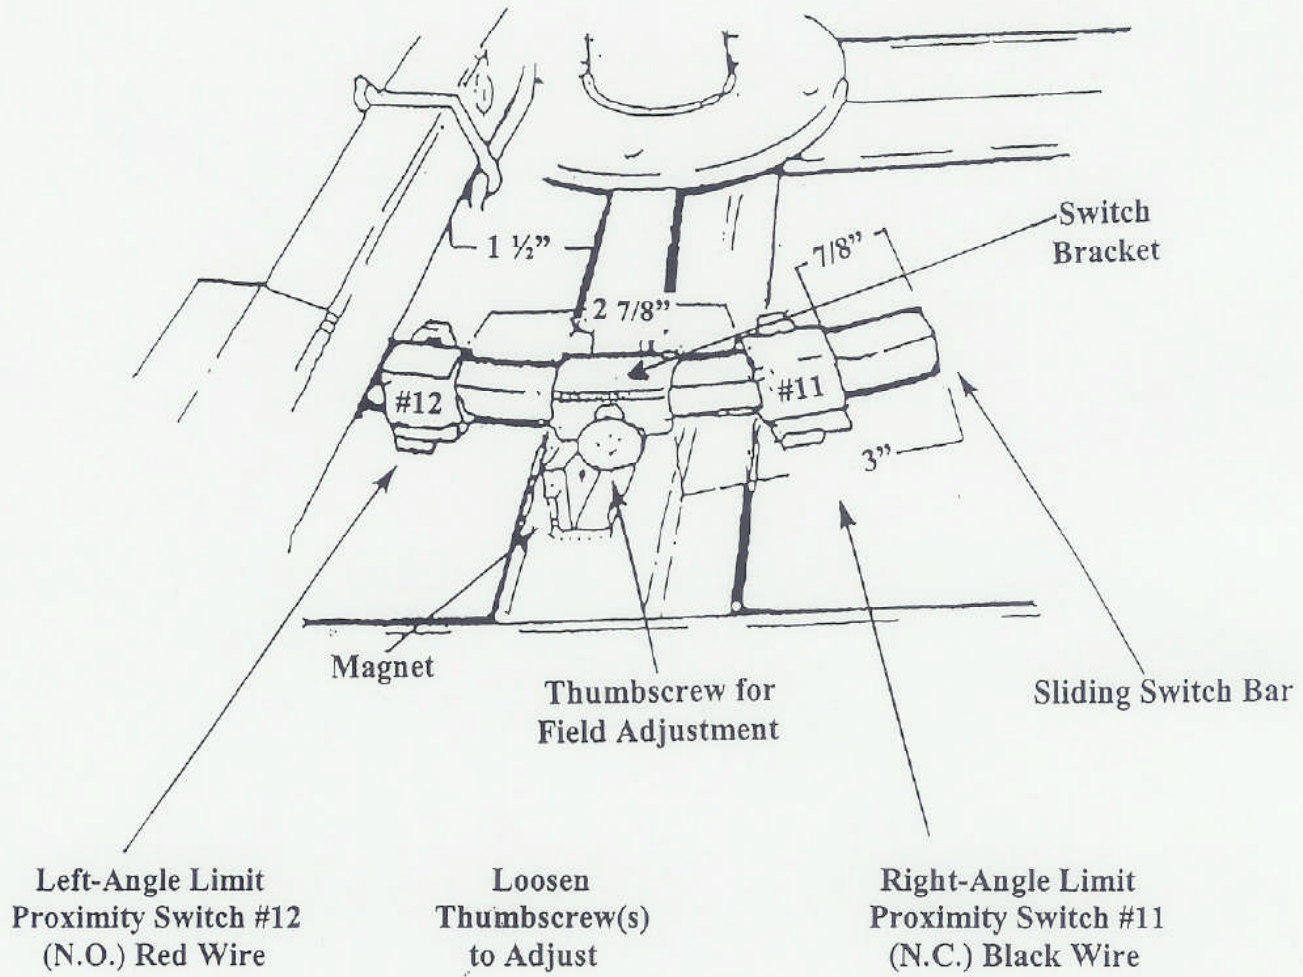 Switch
Bracket
7/8”
1 ½”
2 7/8”
#12
#11
3”
Magnet
Thumbscrew for
Field Adjustment
Sliding Switch Bar
Left-Angle Limit
Proximity Switch #12
(N.O.) Red Wire
Loosen
Thumbscrew(s)
to Adjust
Right-Angle Limit
Proximity Switch #11
(N.C.) Black Wire